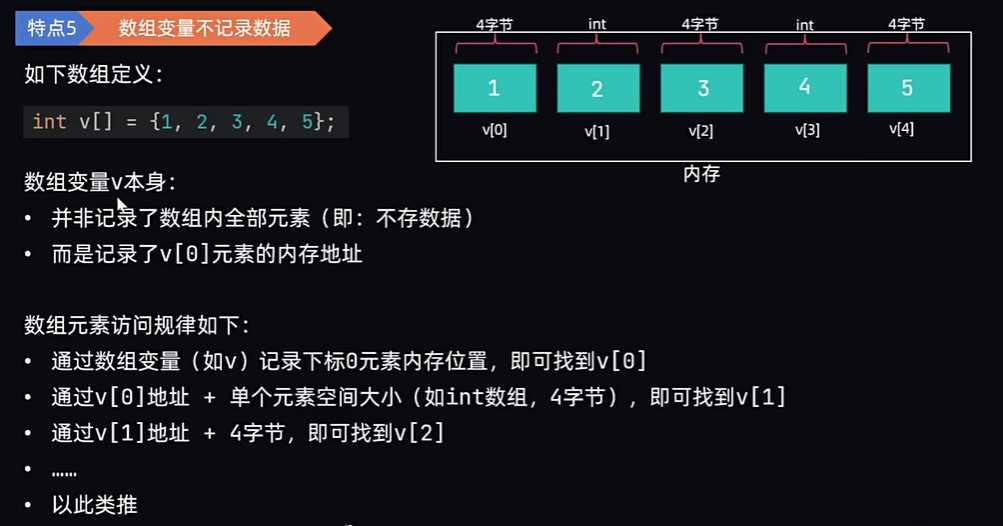 特点5 数组变量不记录数据
如下数组定义：
int v[] = {1, 2, 3, 4, 5};
4字节 int 4字节 int 4字节
1 2 3 4 5
v[0] v[1] v[2] v[3] v[4]
内存
数组变量v本身：
• 并非记录了数组内全部元素（即：不存数据）
• 而是记录了v[0]元素的内存地址
数组元素访问规律如下：
• 通过数组变量（如v）记录下标0元素内存位置，即可找到v[0]
• 通过v[0]地址 + 单个元素空间大小（如int数组，4字节），即可找到v[1]
• 通过v[1]地址 + 4字节，即可找到v[2]
• ……
• 以此类推